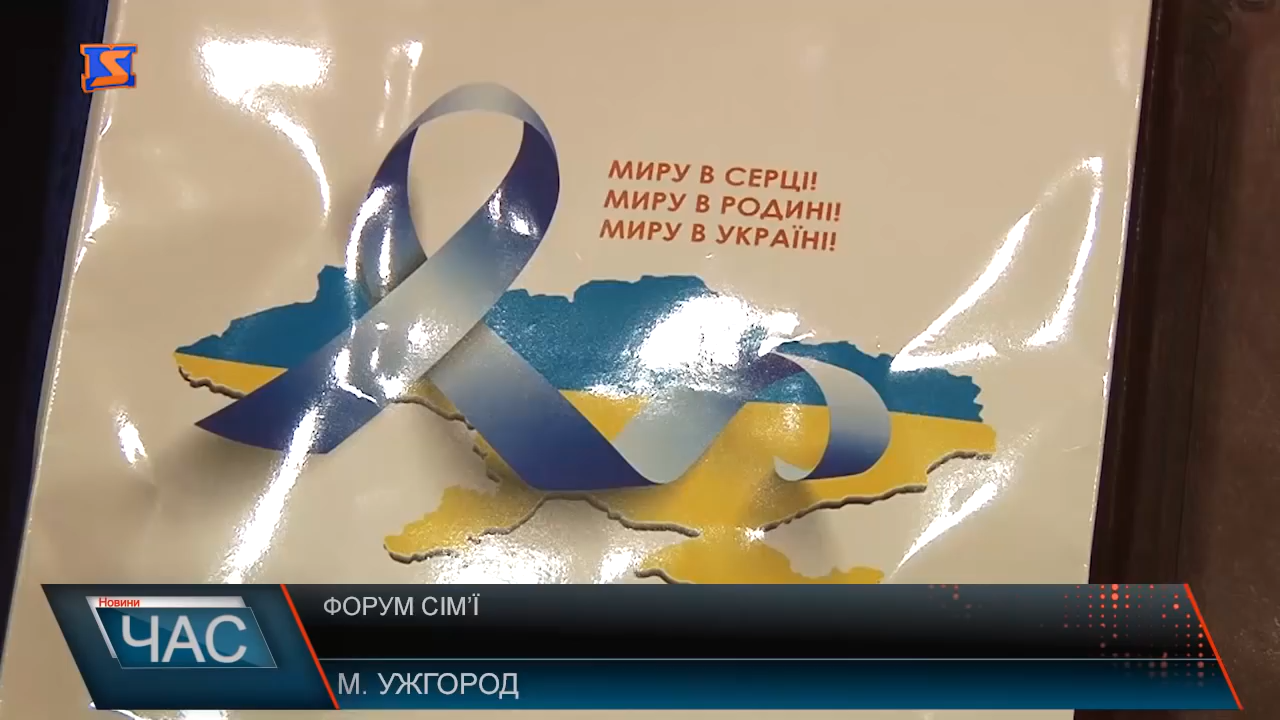 МИРУ В СЕРЦІ!
МИРУ В РОДИНІ!
МИРУ В УКРАЇНІ!
Новини
ЧАС
ФОРУМ СІМ'Ї
М. УЖГОРОД